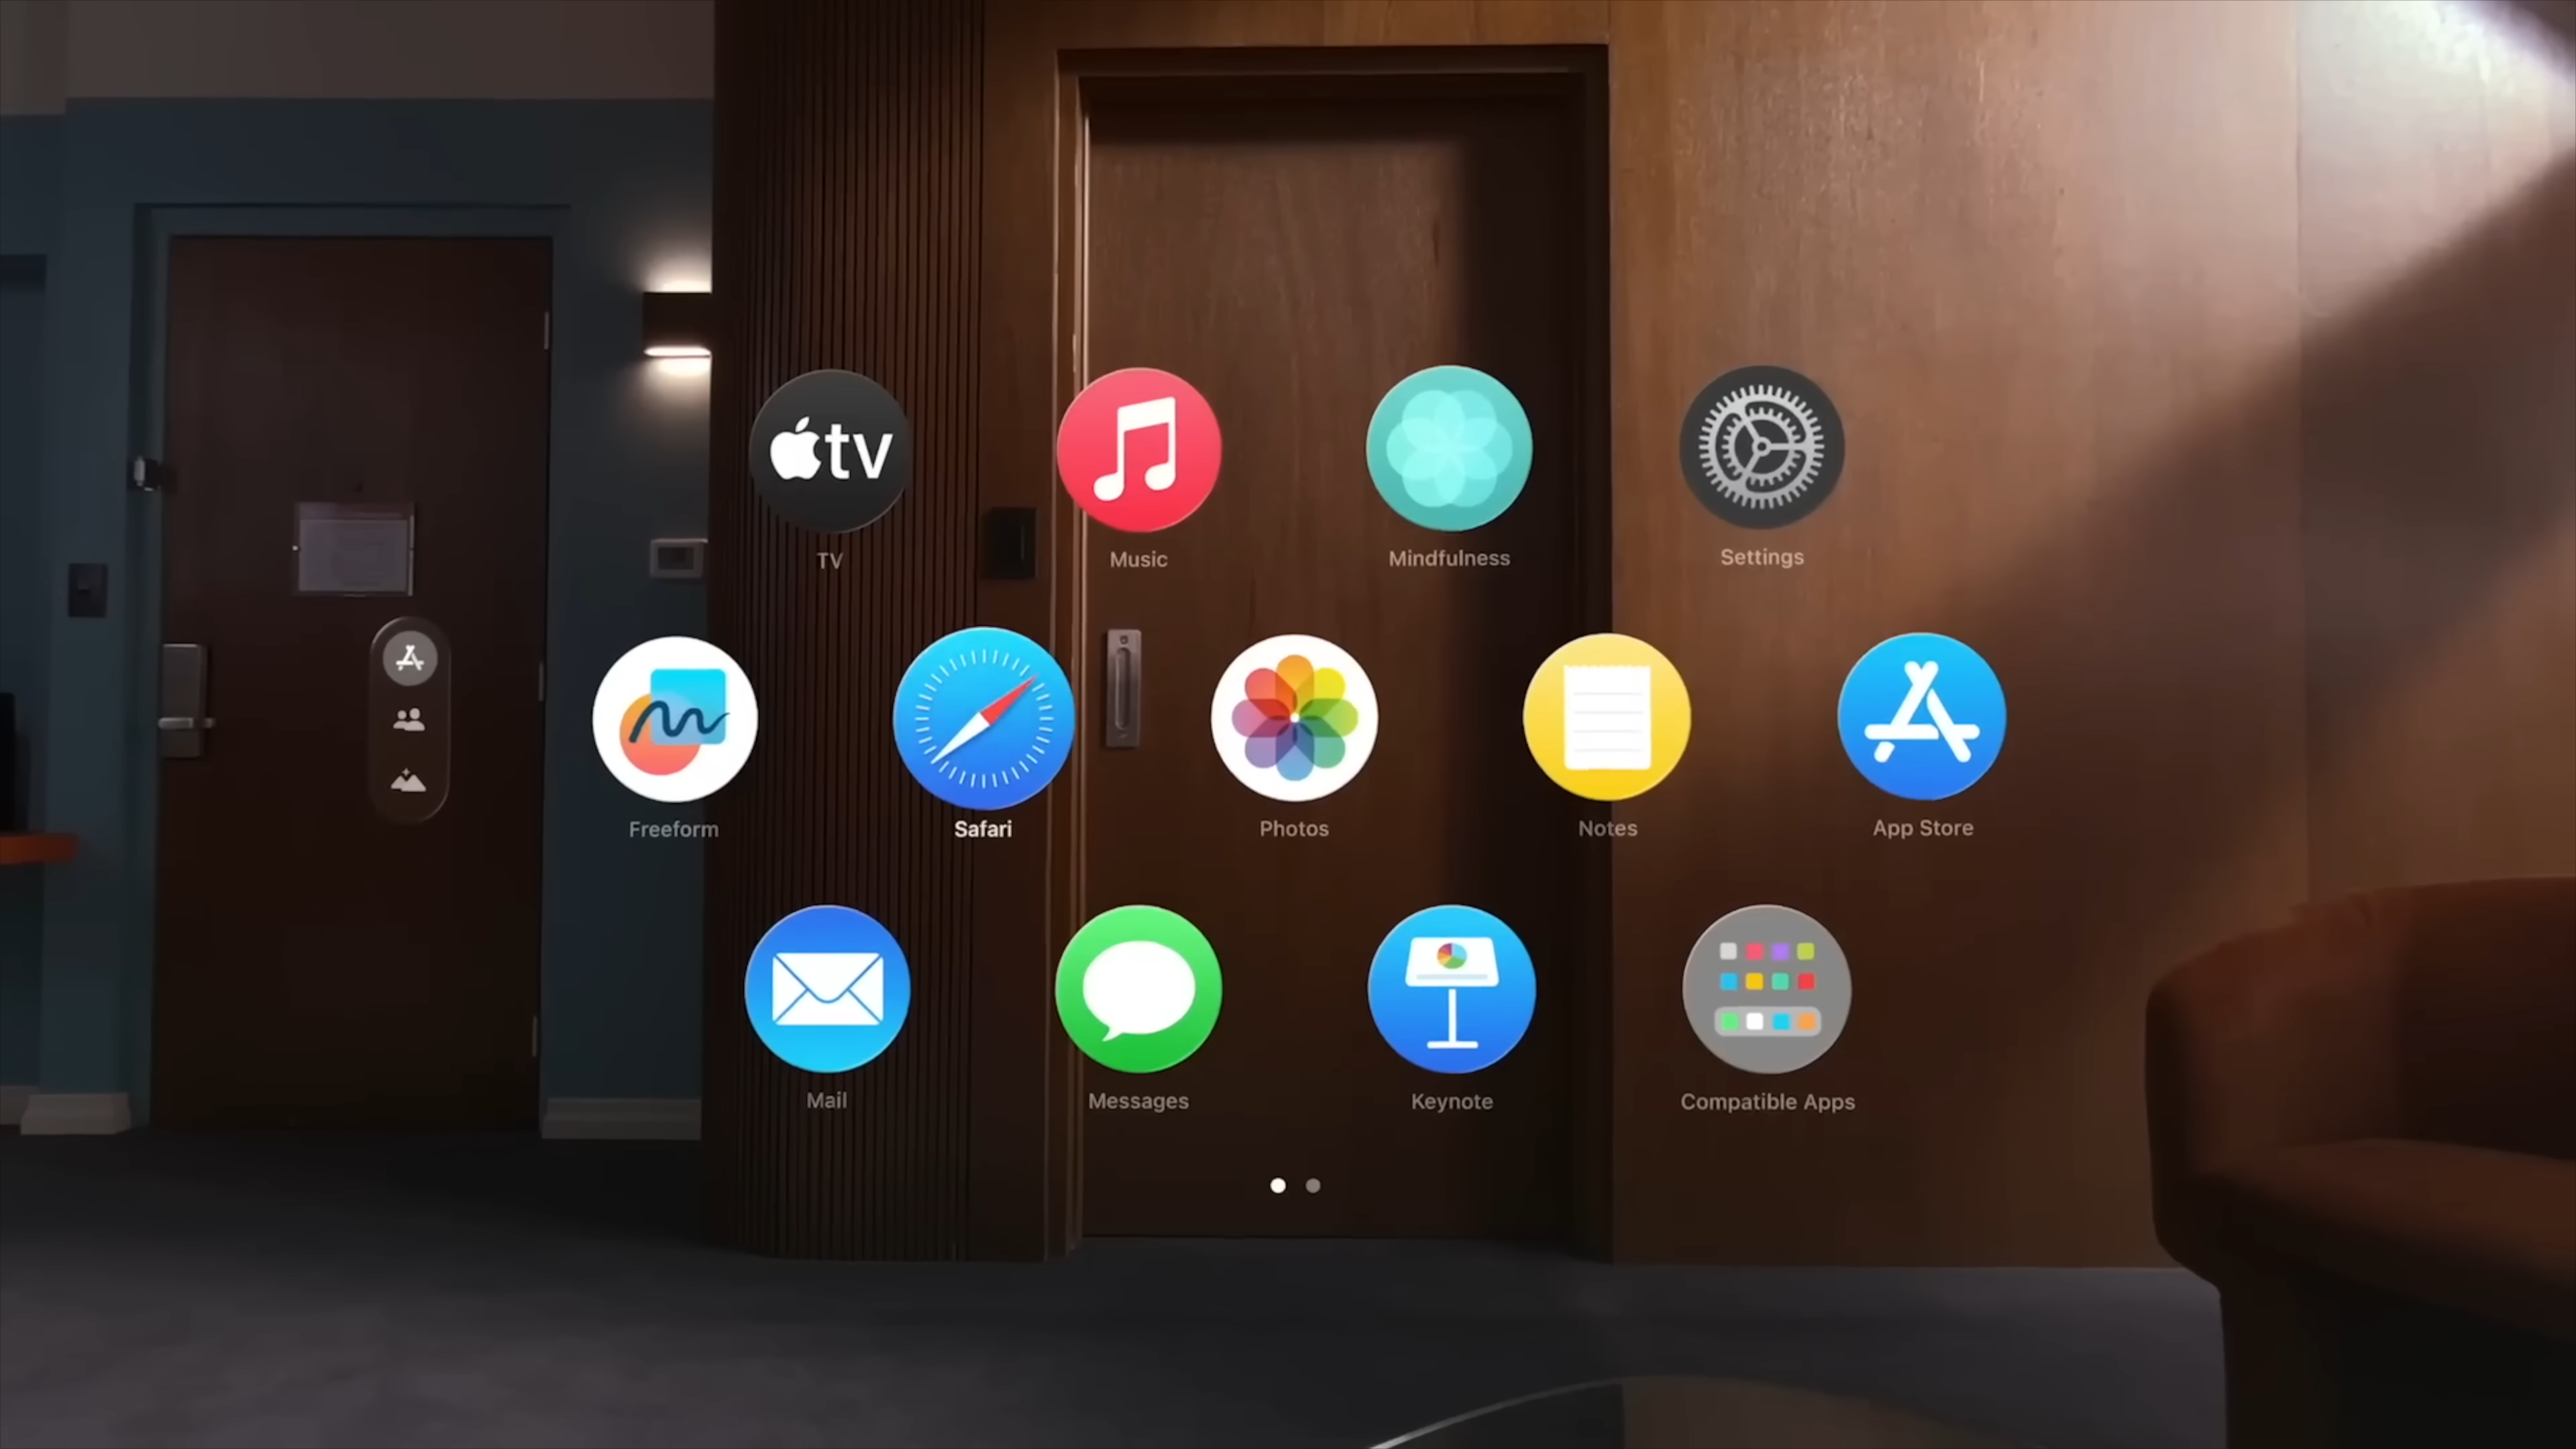 tv
TV
Music
Mindfulness
Settings
Freeform
Safari
Photos
Notes
App Store
Mail
Messages
Keynote
Compatible Apps